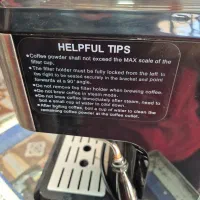 HELPFUL TIPS
●Coffee powder shall not exceed the MAX scale of the
filter cup.
●The filter holder must be fully locked from the left to
the right to be seated securely in the bracket and point
forwards at a 90° angle.
●Do not remove the filter holder when brewing coffee.
●Do not brew coffee in steam mode.
●Do not brew coffee immediately after steam, need to
boil a small cup of water to cool down.
●After boiling coffee, boil a cup of water to clean the
remaining coffee powder at the coffee outlet.